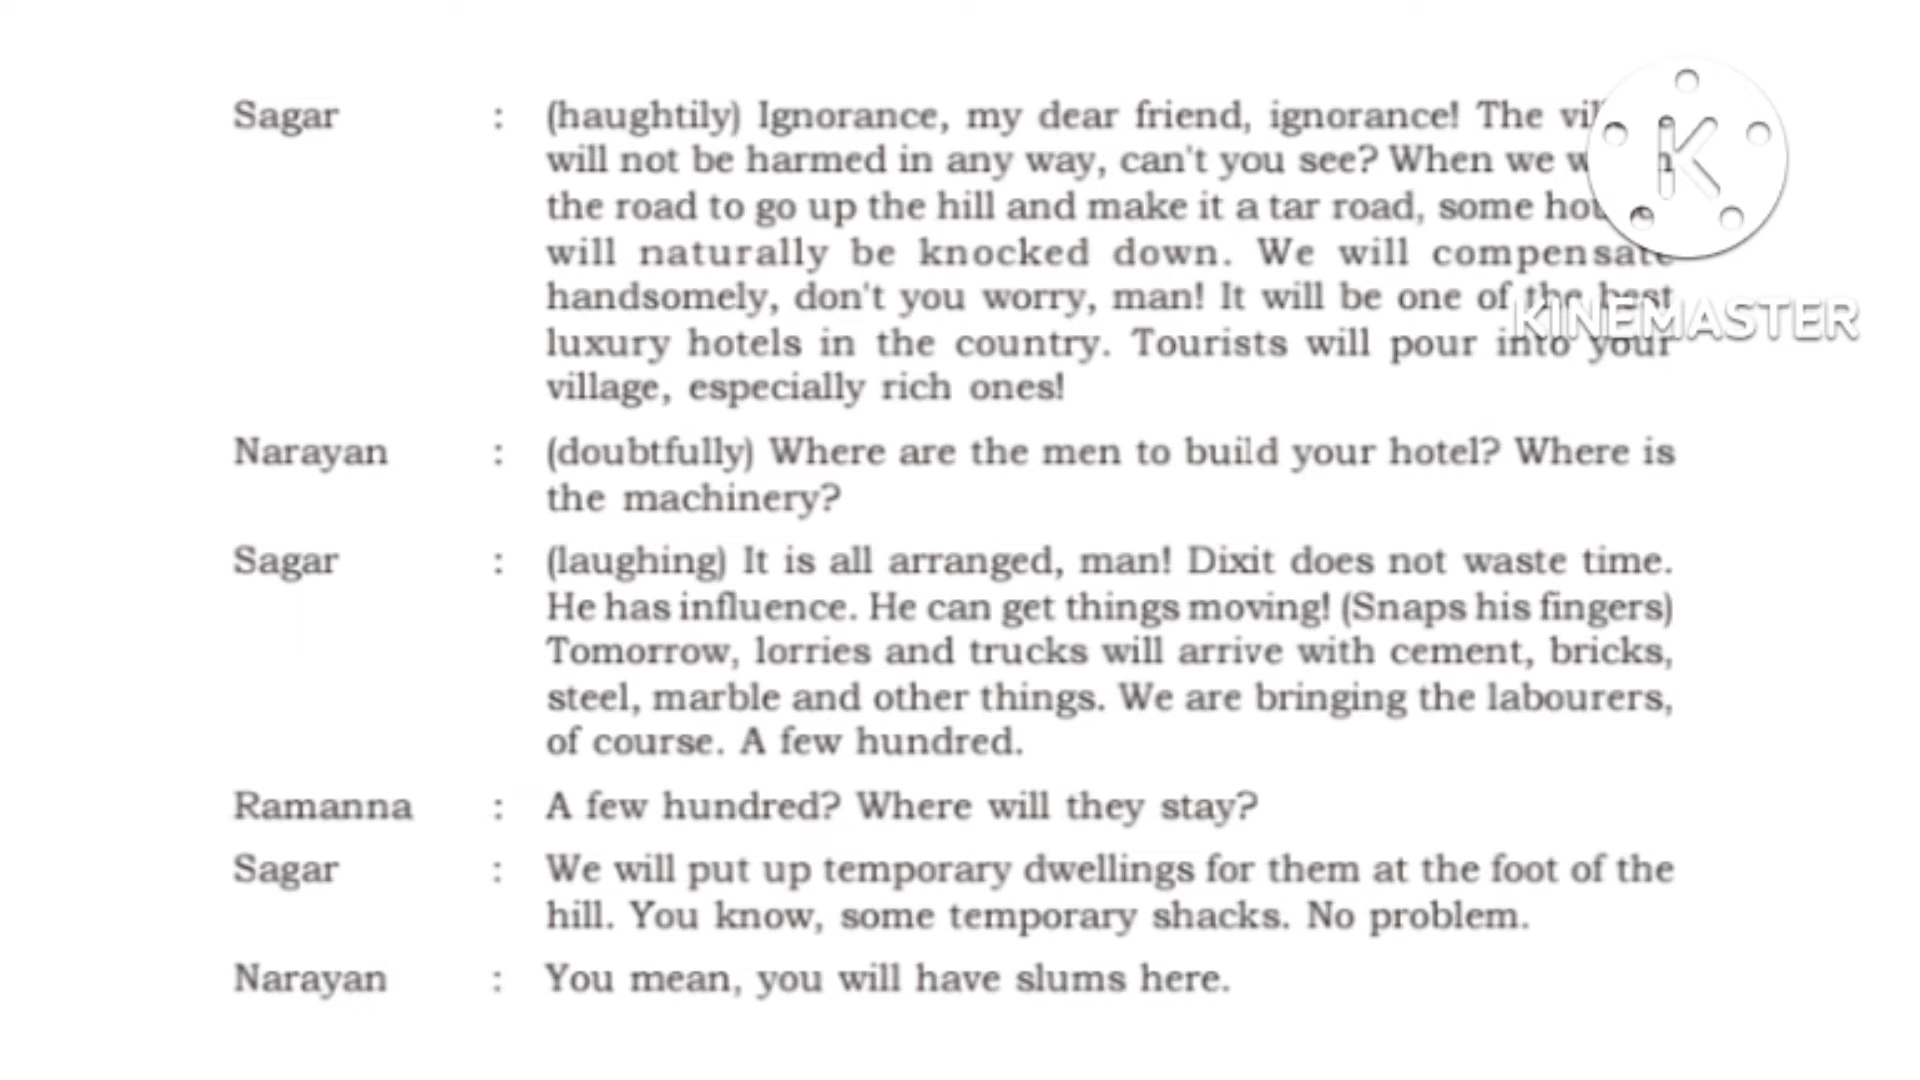 Sagar : (haughtily) Ignorance, my dear friend, ignorance! The
will not be harmed in any way, can't you see? When we
the road to go up the hill and make it a tar road, some
will naturally be knocked down. We will compensate
handsomely, don't you worry, man! It will be one of the best
luxury hotels in the country. Tourists will pour into your
village, especially rich ones!
Narayan : (doubtfully) Where are the men to build your hotel? Where is
the machinery?
Sagar : (laughing) It is all arranged, man! Dixit does not waste time.
He has influence. He can get things moving! (Snaps his fingers)
Tomorrow, lorries and trucks will arrive with cement, bricks,
steel, marble and other things. We are bringing the labourers,
of course. A few hundred.
Ramanna : A few hundred? Where will they stay?
Sagar : We will put up temporary dwellings for them at the foot of the
hill. You know, some temporary shacks. No problem.
Narayan : You mean, you will have slums here.
K
KINEMASTER